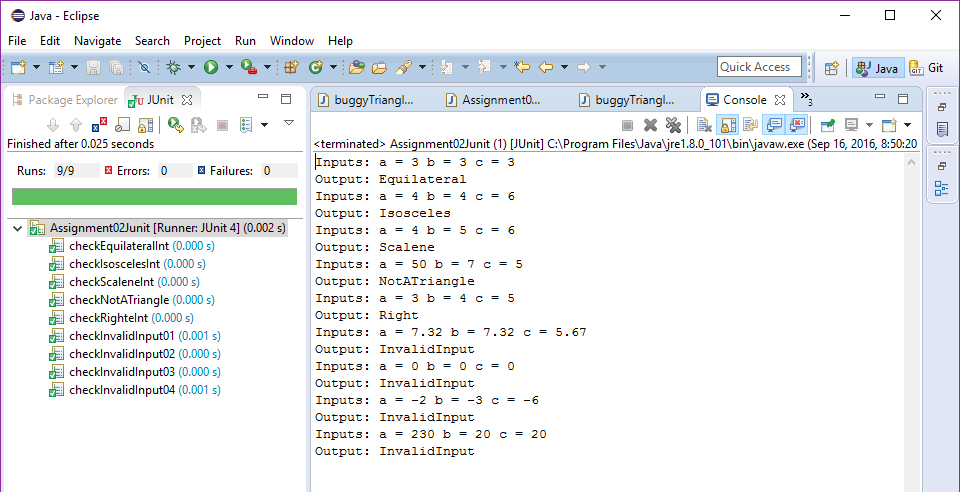 Java - Eclipse
File Edit Navigate Search Project Run Window Help
Quick Access
Java
Git
Package Explorer
JUnit
Finished after 0.025 seconds
Runs: 9/9 Errors: 0 Failures: 0
Assignment02Junit [Runner: JUnit 4] (0.002 s)
checkEquilateralInt (0.000 s)
checkIsoscelesInt (0.000 s)
checkScaleneInt (0.000 s)
checkNotATriangle (0.000 s)
checkRighteInt (0.000 s)
checkInvalidInput01 (0.001 s)
checkInvalidInput02 (0.000 s)
checkInvalidInput03 (0.000 s)
checkInvalidInput04 (0.001 s)
buggyTriangl... Assignment0... buggyTriangl... Console »3
<terminated> Assignment02Junit (1) [JUnit] C:\Program Files\Java\jre1.8.0_101\bin\javaw.exe (Sep 16, 2016, 8:50:20
Inputs: a = 3 b = 3 c = 3
Output: Equilateral
Inputs: a = 4 b = 4 c = 6
Output: Isosceles
Inputs: a = 4 b = 5 c = 6
Output: Scalene
Inputs: a = 50 b = 7 c = 5
Output: NotATriangle
Inputs: a = 3 b = 4 c = 5
Output: Right
Inputs: a = 7.32 b = 7.32 c = 5.67
Output: InvalidInput
Inputs: a = 0 b = 0 c = 0
Output: InvalidInput
Inputs: a = -2 b = -3 c = -6
Output: InvalidInput
Inputs: a = 230 b = 20 c = 20
Output: InvalidInput